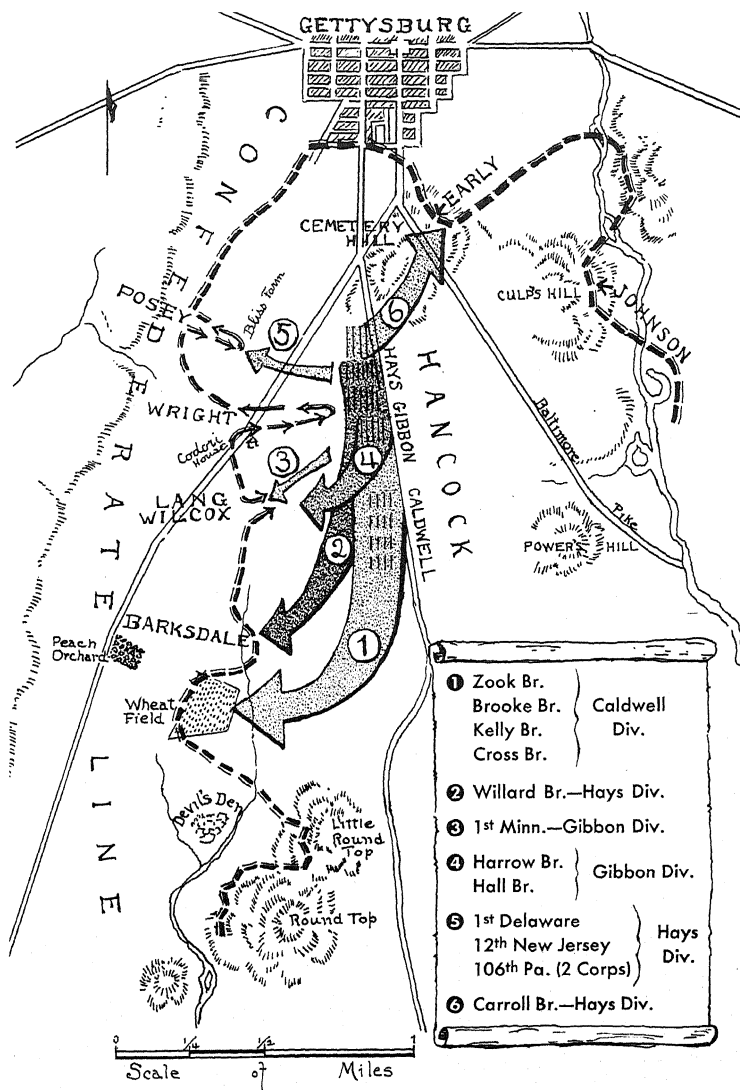 GETTYSBURG
CONFEDERATE LINE
EARLY
CEMETERY HILL
CULP'S HILL
JOHNSON
POSEY
Bliss Farm
5
6
HANCOCK
HAYS GIBBON CALDWELL
WRIGHT
Codori House
3
4
LANG
WILCOX
Baltimore Pike
2
POWER'S HILL
BARKSDALE
1
Peach
Orchard
Wheat
Field
Devil's Den
Little
Round
Top
Round Top
1 Zook Br.
Brooke Br.
Kelly Br.
Cross Br.
Caldwell
Div.
2 Willard Br.—Hays Div.
3 1st Minn.—Gibbon Div.
4 Harrow Br.
Hall Br.
Gibbon Div.
5 1st Delaware
12th New Jersey
106th Pa. (2 Corps)
Hays
Div.
6 Carroll Br.—Hays Div.
0 1/4 1/2 1
Scale of Miles